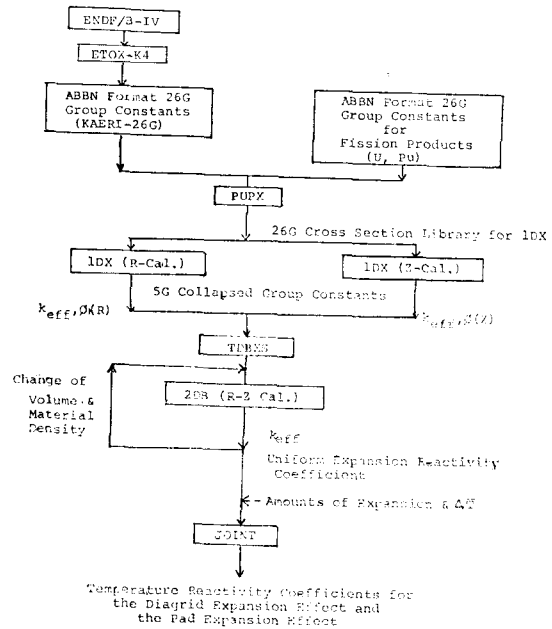 ENDF/B-IV
ETOX-K4
ABBN Format 26G
Group Constants
(KAERI-26G)
ABBN Format 26G
Group Constants
for
Fission Products
(U, Pu)
PUPX
26G Cross Section Library for 1DX
1DX (R-Cal.)
1DX (Z-Cal.)
5G Collapsed Group Constants
keff,Ø(R)
keff,Ø(Z)
Change of
Volume &
Material
Density
2DB (R-Z Cal.)
keff
Uniform Expansion Reactivity
Coefficient
Amounts of Expansion & ΔT
JOINT
Temperature Reactivity Coefficients for
the Diagrid Expansion Effect and
the Pad Expansion Effect